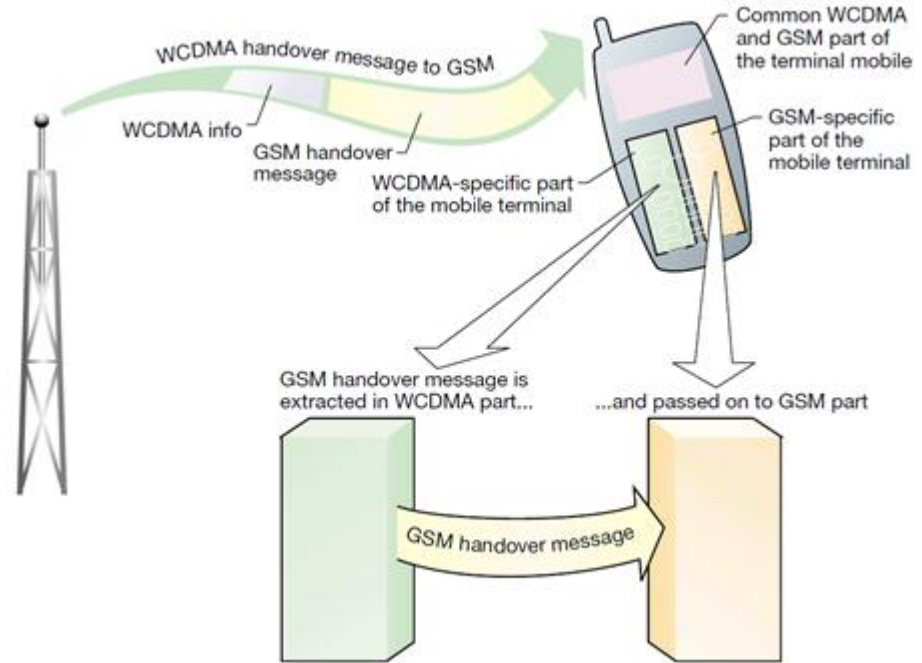 WCDMA handover message to GSM
WCDMA info
GSM handover
message
Common WCDMA
and GSM part of
the terminal mobile
GSM-specific
part of the
mobile terminal
WCDMA-specific part
of the mobile terminal
GSM handover message is
extracted in WCDMA part...
...and passed on to GSM part
GSM handover message